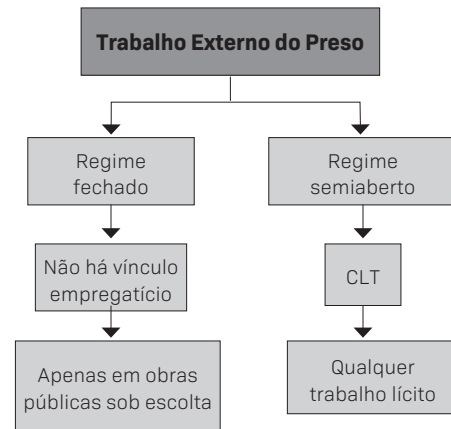 Trabalho Externo do Preso
Regime
fechado
Regime
semiaberto
Não há vínculo
empregatício
CLT
Apenas em obras
públicas sob escolta
Qualquer
trabalho lícito